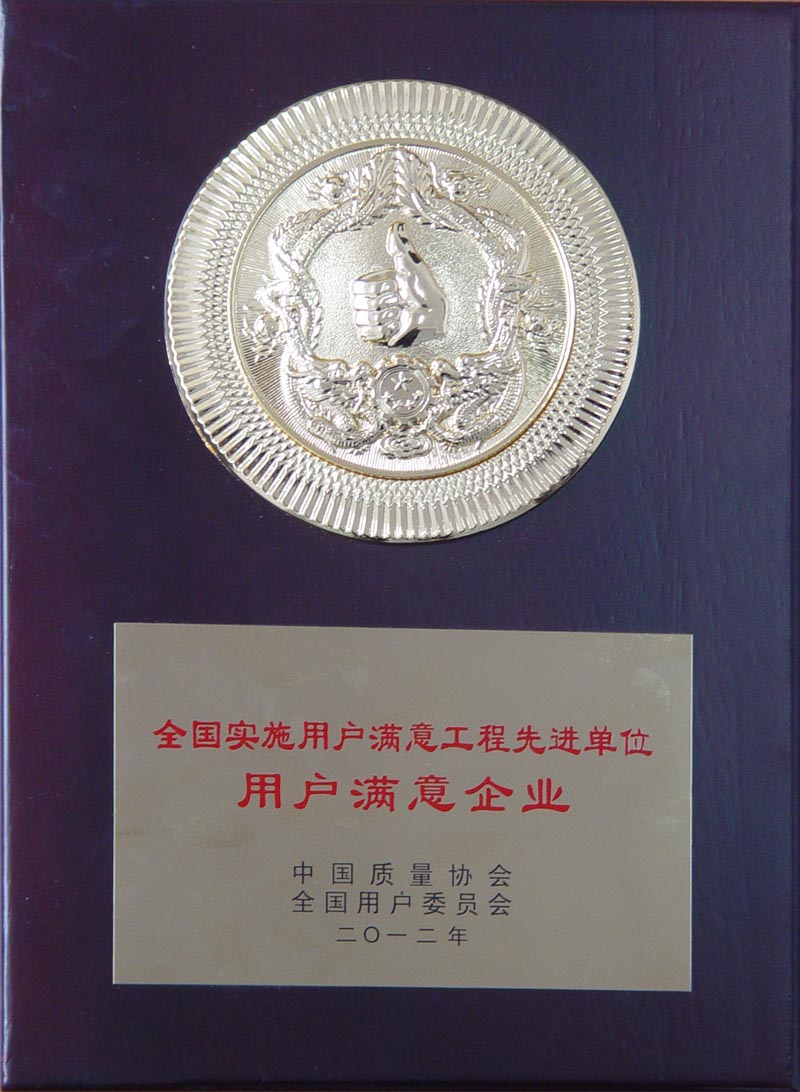 全国实施用户满意工程先进单位
用户满意企业
中国质量协会
全国用户委员会
二〇一二年